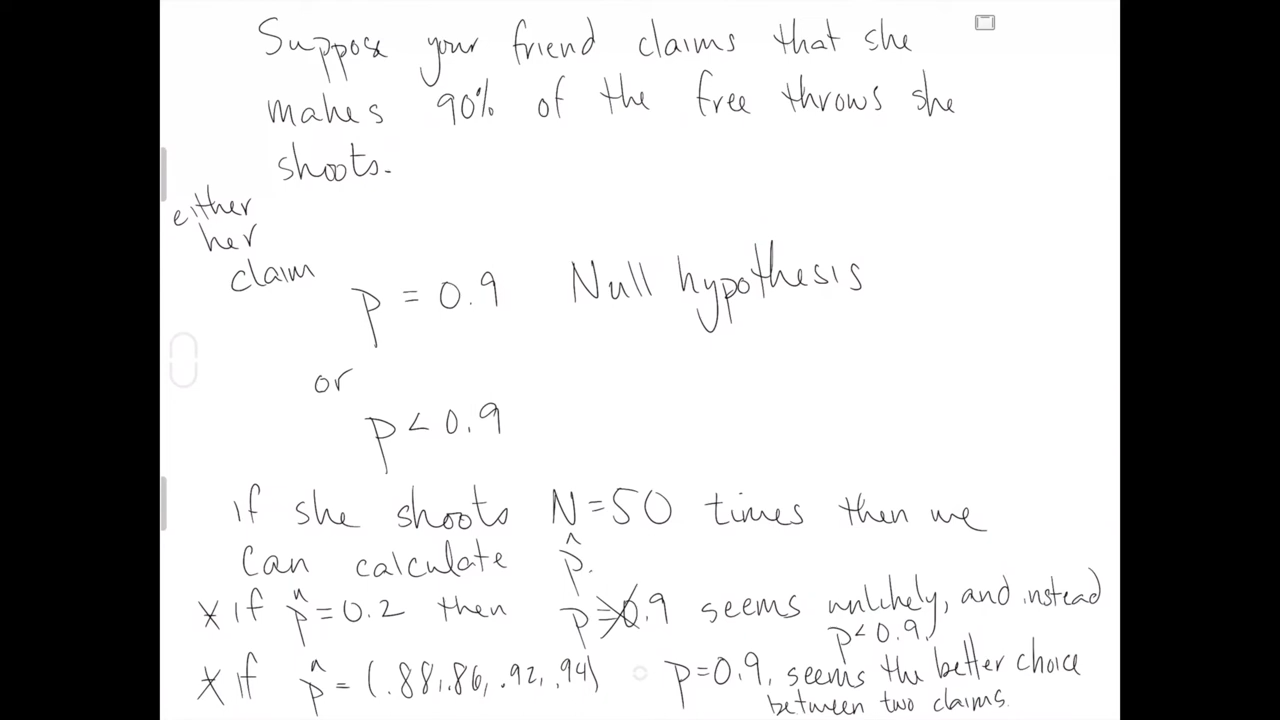 Suppose your friend claims that she
makes 90% of the free throws she
shoots.
either
her
claim
p = 0.9 Null hypothesis
or
p < 0.9
if she shoots N=50 times then we
can calculate p̂.
* if p̂ = 0.2 then p=0.9 seems unlikely, and instead
p < 0.9,
* if p̂ = (.88,.86, .92, .94) p=0.9, seems the better choice
between two claims.